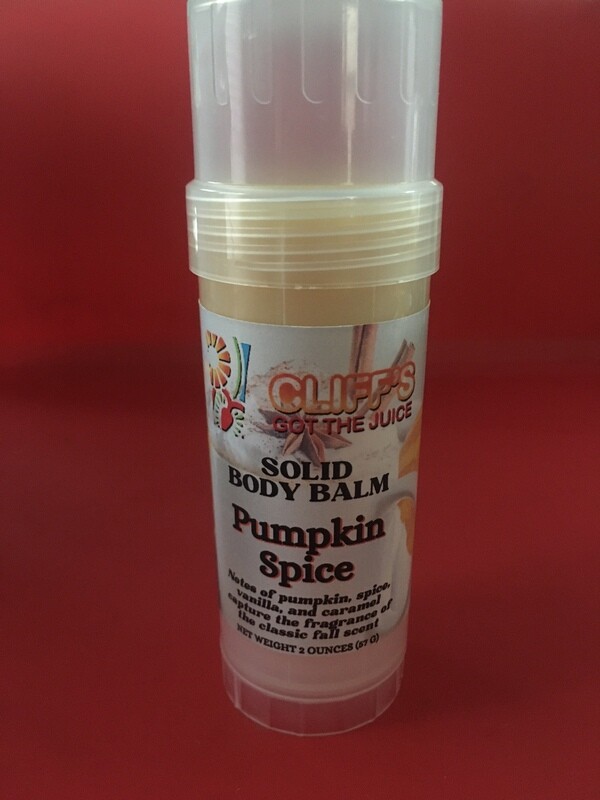 CLIFF'S
GOT THE JUICE
SOLID
BODY BALM
Pumpkin
Spice
Notes of pumpkin, spice,
vanilla, and caramel
capture the fragrance of
the classic fall scent
NET WEIGHT 2 OUNCES (57 G)